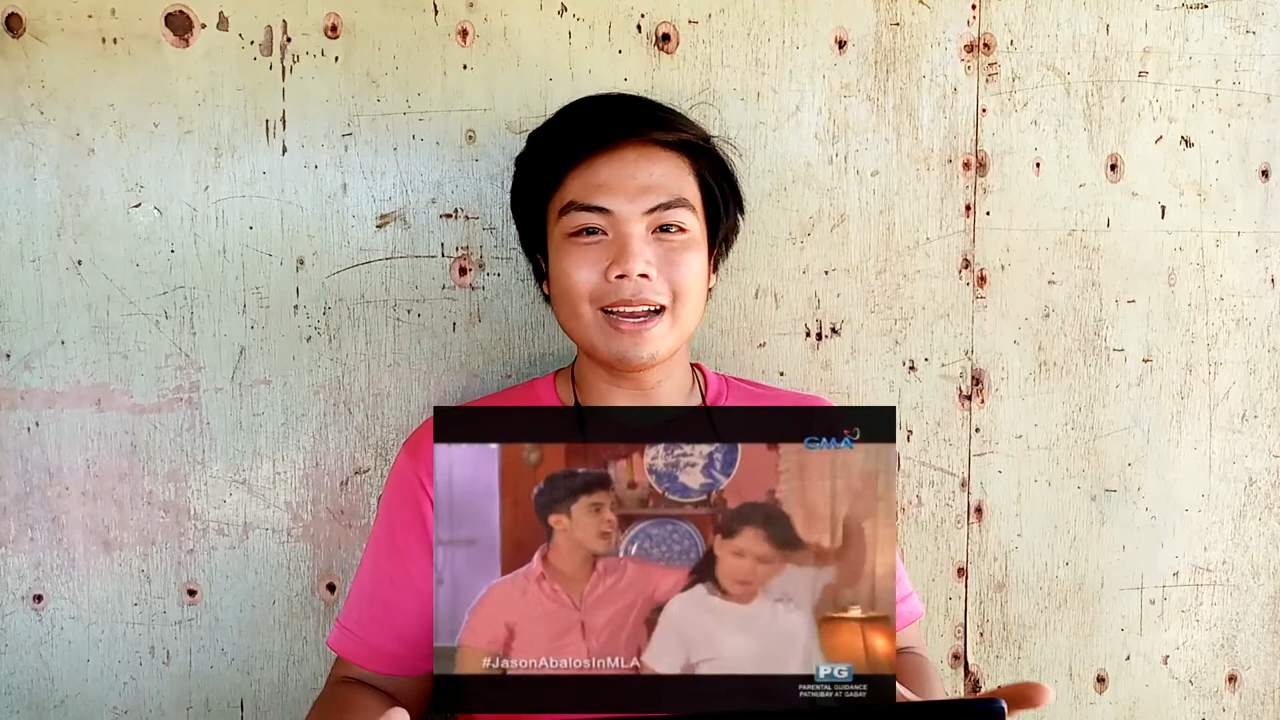 GMA
#JasonAbalosInMLA
PG
PARENTAL GUIDANCE
PATNUBAY AT GABAY